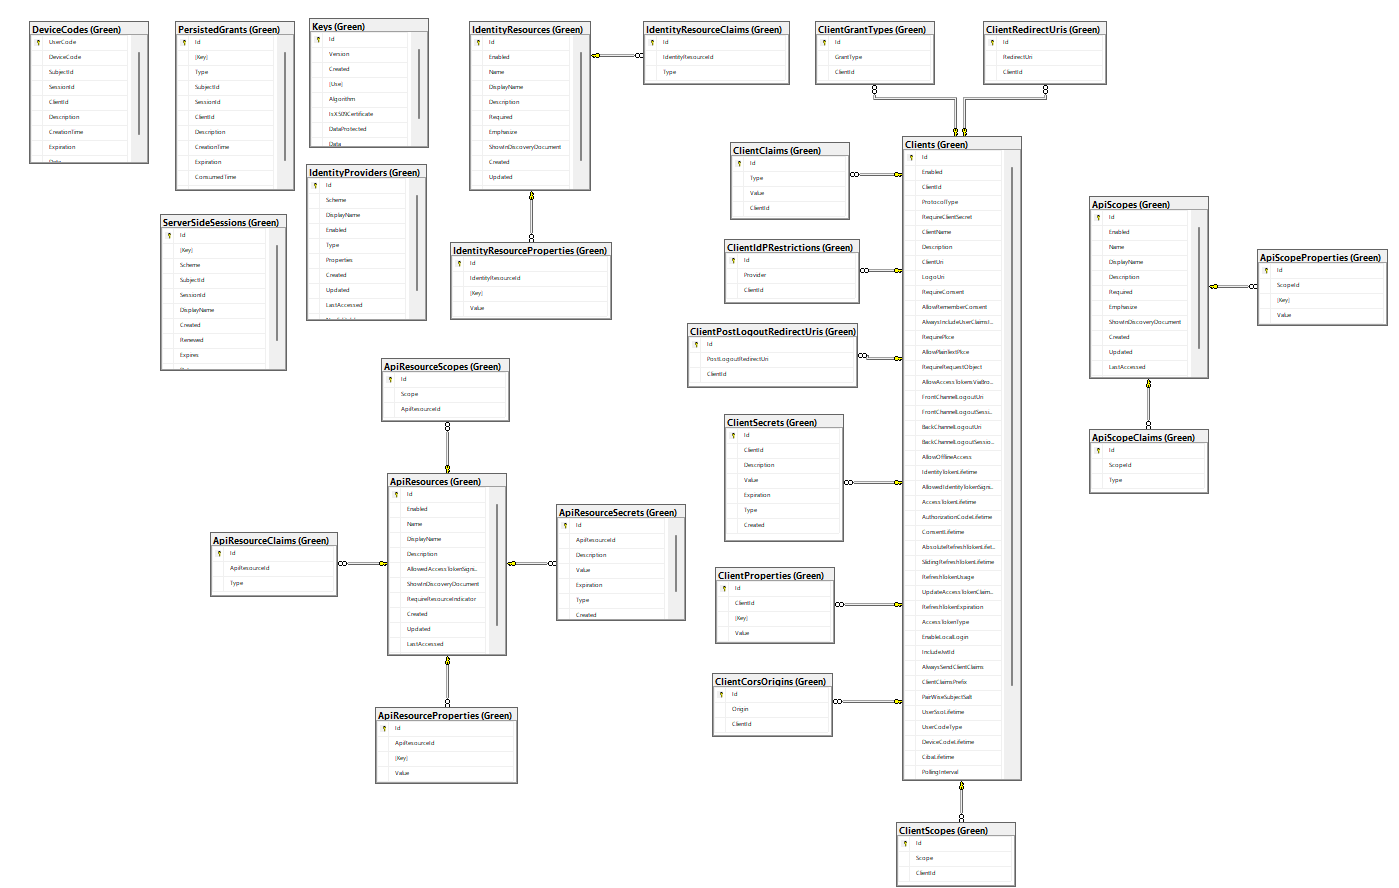 DeviceCodes (Green)
UserCode
DeviceCode
SubjectId
SessionId
ClientId
Description
CreationTime
Expiration
Data
PersistedGrants (Green)
Id
[Key]
Type
SubjectId
SessionId
ClientId
Description
CreationTime
Expiration
ConsumedTime
Keys (Green)
Id
Version
Created
[Use]
Algorithm
IsX509Certificate
DataProtected
Data
IdentityResources (Green)
Id
Enabled
Name
DisplayName
Description
Required
Emphasize
ShowInDiscoveryDocument
Created
Updated
IdentityResourceClaims (Green)
Id
IdentityResourceId
Type
ClientGrantTypes (Green)
Id
GrantType
ClientId
ClientRedirectUris (Green)
Id
RedirectUri
ClientId
IdentityProviders (Green)
Id
Scheme
DisplayName
Enabled
Type
Properties
Created
Updated
LastAccessed
ServerSideSessions (Green)
Id
[Key]
Scheme
SubjectId
SessionId
DisplayName
Created
Renewed
Expires
IdentityResourceProperties (Green)
Id
IdentityResourceId
[Key]
Value
ClientClaims (Green)
Id
Type
Value
ClientId
ClientIdPRestrictions (Green)
Id
Provider
ClientId
ClientPostLogoutRedirectUris (Green)
Id
PostLogoutRedirectUri
ClientId
ClientSecrets (Green)
Id
ClientId
Description
Value
Expiration
Type
Created
ClientProperties (Green)
Id
ClientId
[Key]
Value
ClientCorsOrigins (Green)
Id
Origin
ClientId
Clients (Green)
Id
Enabled
ClientId
ProtocolType
RequireClientSecret
ClientName
Description
ClientUri
LogoUri
RequireConsent
AllowRememberConsent
AlwaysIncludeUserClaimsI...
RequirePkce
AllowPlainTextPkce
RequireRequestObject
AllowAccessTokensViaBro...
FrontChannelLogoutUri
FrontChannelLogoutSessi...
BackChannelLogoutUri
BackChannelLogoutSessio...
AllowOfflineAccess
IdentityTokenLifetime
AllowedIdentityTokenSign...
AccessTokenLifetime
AuthorizationCodeLifetime
ConsentLifetime
AbsoluteRefreshTokenLifet...
SlidingRefreshTokenLifetime
RefreshTokenUsage
UpdateAccessTokenClaim...
RefreshTokenExpiration
AccessTokenType
EnableLocalLogin
IncludeJwtId
AlwaysSendClientClaims
ClientClaimsPrefix
PairWiseSubjectSalt
UserSsoLifetime
UserCodeType
DeviceCodeLifetime
CibaLifetime
PollingInterval
ClientScopes (Green)
Id
Scope
ClientId
ApiScopes (Green)
Id
Enabled
Name
DisplayName
Description
Required
Emphasize
ShowInDiscoveryDocument
Created
Updated
LastAccessed
ApiScopeProperties (Green)
Id
ScopeId
[Key]
Value
ApiScopeClaims (Green)
Id
ScopeId
Type
ApiResourceScopes (Green)
Id
Scope
ApiResourceId
ApiResources (Green)
Id
Enabled
Name
DisplayName
Description
AllowedAccessTokenSign...
ShowInDiscoveryDocument
RequireResourceIndicator
Created
Updated
LastAccessed
ApiResourceClaims (Green)
Id
ApiResourceId
Type
ApiResourceSecrets (Green)
Id
ApiResourceId
Description
Value
Expiration
Type
Created
ApiResourceProperties (Green)
Id
ApiResourceId
[Key]
Value